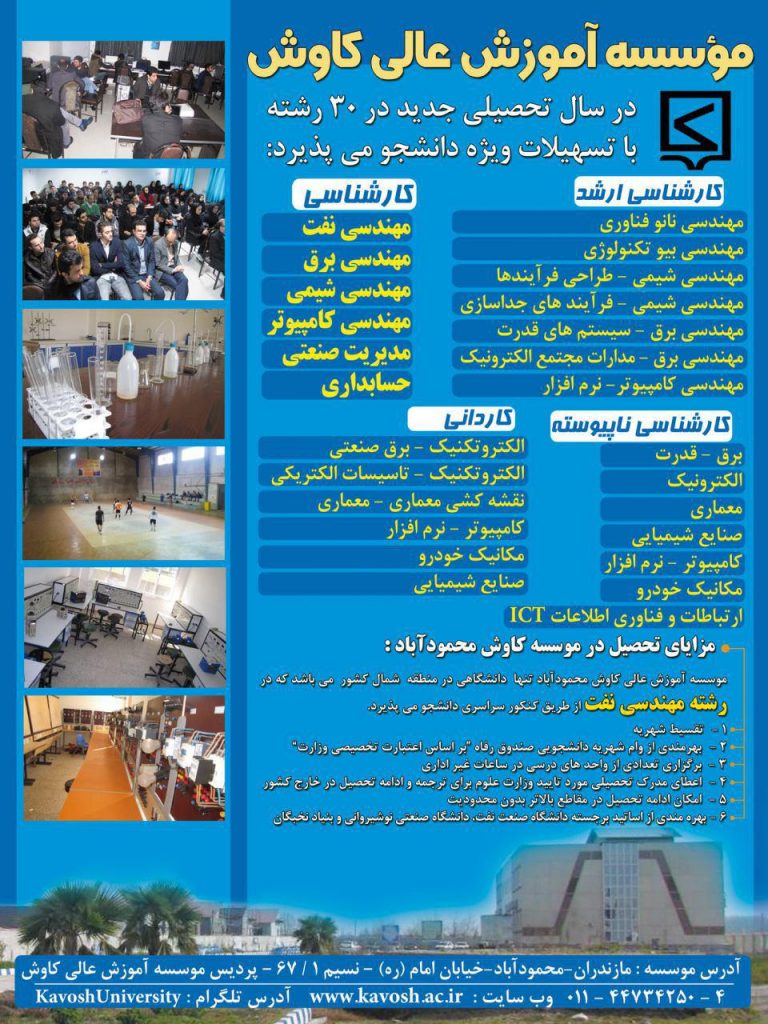 مؤسسه آموزش عالی کاوش
در سال تحصیلی جدید در ۳۰ رشته
با تسهیلات ویژه دانشجو می پذیرد:
کارشناسی ارشد
مهندسی نانو فناوری
مهندسی بیو تکنولوژی
مهندسی شیمی - طراحی فرآیندها
مهندسی شیمی - فرآیند های جداسازی
مهندسی برق - سیستم های قدرت
مهندسی برق - مدارات مجتمع الکترونیک
مهندسی کامپیوتر- نرم افزار
کارشناسی
مهندسی نفت
مهندسی برق
مهندسی شیمی
مهندسی کامپیوتر
مدیریت صنعتی
حسابداری
کارشناسی ناپیوسته
برق - قدرت
الکترونیک
معماری
صنایع شیمیایی
کامپیوتر - نرم افزار
مکانیک خودرو
ارتباطات و فناوری اطلاعات ICT
کاردانی
الکتروتکنیک - برق صنعتی
الکتروتکنیک - تاسیسات الکتریکی
نقشه کشی معماری - معماری
کامپیوتر - نرم افزار
مکانیک خودرو
صنایع شیمیایی
مزایای تحصیل در موسسه کاوش محمودآباد :
موسسه آموزش عالی کاوش محمودآباد تنها دانشگاهی در منطقه شمال کشور می باشد که در
رشته مهندسی نفت از طریق کنکور سراسری دانشجو می پذیرد.
۱ - تقسیط شهریه
۲ - بهرمندی از وام شهریه دانشجویی صندوق رفاه "بر اساس اعتبارت تخصیصی وزارت"
۳ - برگزاری تعدادی از واحد های درسی در ساعات غیر اداری
۴ - اعطای مدرک تحصیلی مورد تایید وزارت علوم برای ترجمه و ادامه تحصیل در خارج کشور
۵ - امکان ادامه تحصیل در مقاطع بالاتر بدون محدودیت
۶ - بهره مندی از اساتید برجسته دانشگاه صنعت نفت، دانشگاه صنعتی نوشیروانی و بنیاد نخبگان
آدرس موسسه : مازندران-محمودآباد-خیابان امام (ره) - نسیم ۱ / ۶۷ - پردیس موسسه آموزش عالی کاوش
۴ - ۰۱۱ - ۴۴۷۳۴۲۵۰ وب سایت : www.kavosh.ac.ir آدرس تلگرام : KavoshUniversity